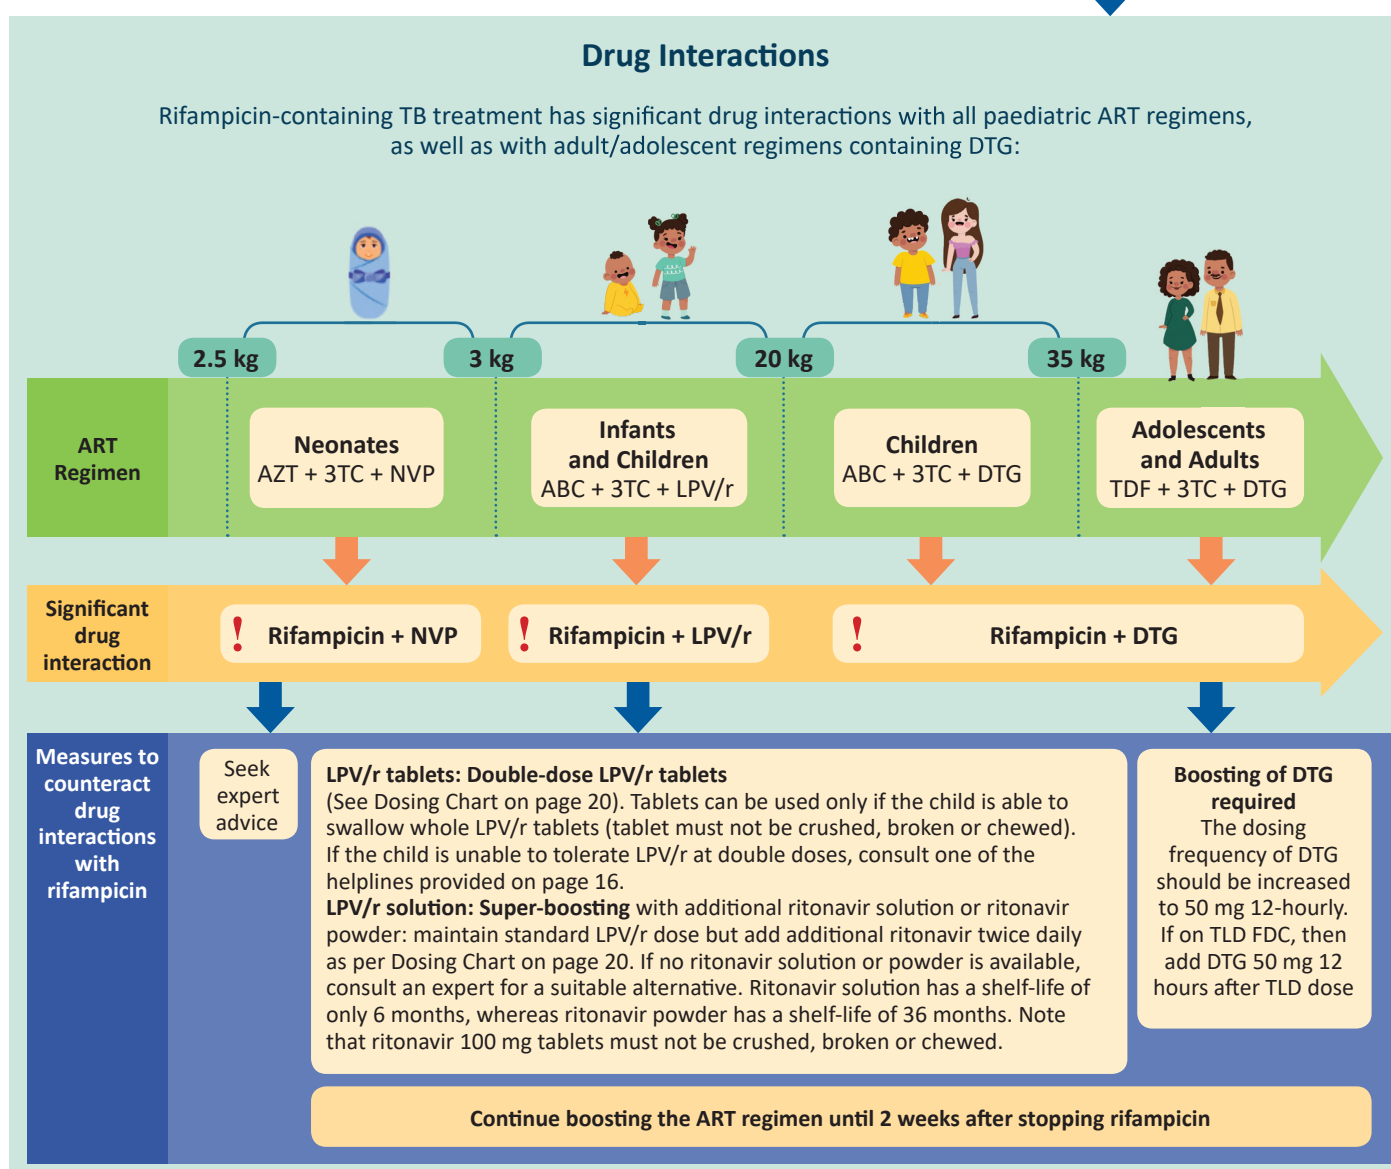 Drug Interactions
Rifampicin-containing TB treatment has significant drug interactions with all paediatric ART regimens,
as well as with adult/adolescent regimens containing DTG:
2.5 kg
3 kg
20 kg
35 kg
ART
Regimen
Neonates
AZT + 3TC + NVP
Infants
and Children
ABC + 3TC + LPV/r
Children
ABC + 3TC + DTG
Adolescents
and Adults
TDF + 3TC + DTG
Significant
drug
interaction
! Rifampicin + NVP
! Rifampicin + LPV/r
! Rifampicin + DTG
Measures to
counteract
drug
interactions
with
rifampicin
Seek
expert
advice
LPV/r tablets: Double-dose LPV/r tablets
(See Dosing Chart on page 20). Tablets can be used only if the child is able to
swallow whole LPV/r tablets (tablet must not be crushed, broken or chewed).
If the child is unable to tolerate LPV/r at double doses, consult one of the
helplines provided on page 16.
LPV/r solution: Super-boosting with additional ritonavir solution or ritonavir
powder: maintain standard LPV/r dose but add additional ritonavir twice daily
as per Dosing Chart on page 20. If no ritonavir solution or powder is available,
consult an expert for a suitable alternative. Ritonavir solution has a shelf-life of
only 6 months, whereas ritonavir powder has a shelf-life of 36 months. Note
that ritonavir 100 mg tablets must not be crushed, broken or chewed.
Boosting of DTG
required
The dosing
frequency of DTG
should be increased
to 50 mg 12-hourly.
If on TLD FDC, then
add DTG 50 mg 12
hours after TLD dose
Continue boosting the ART regimen until 2 weeks after stopping rifampicin